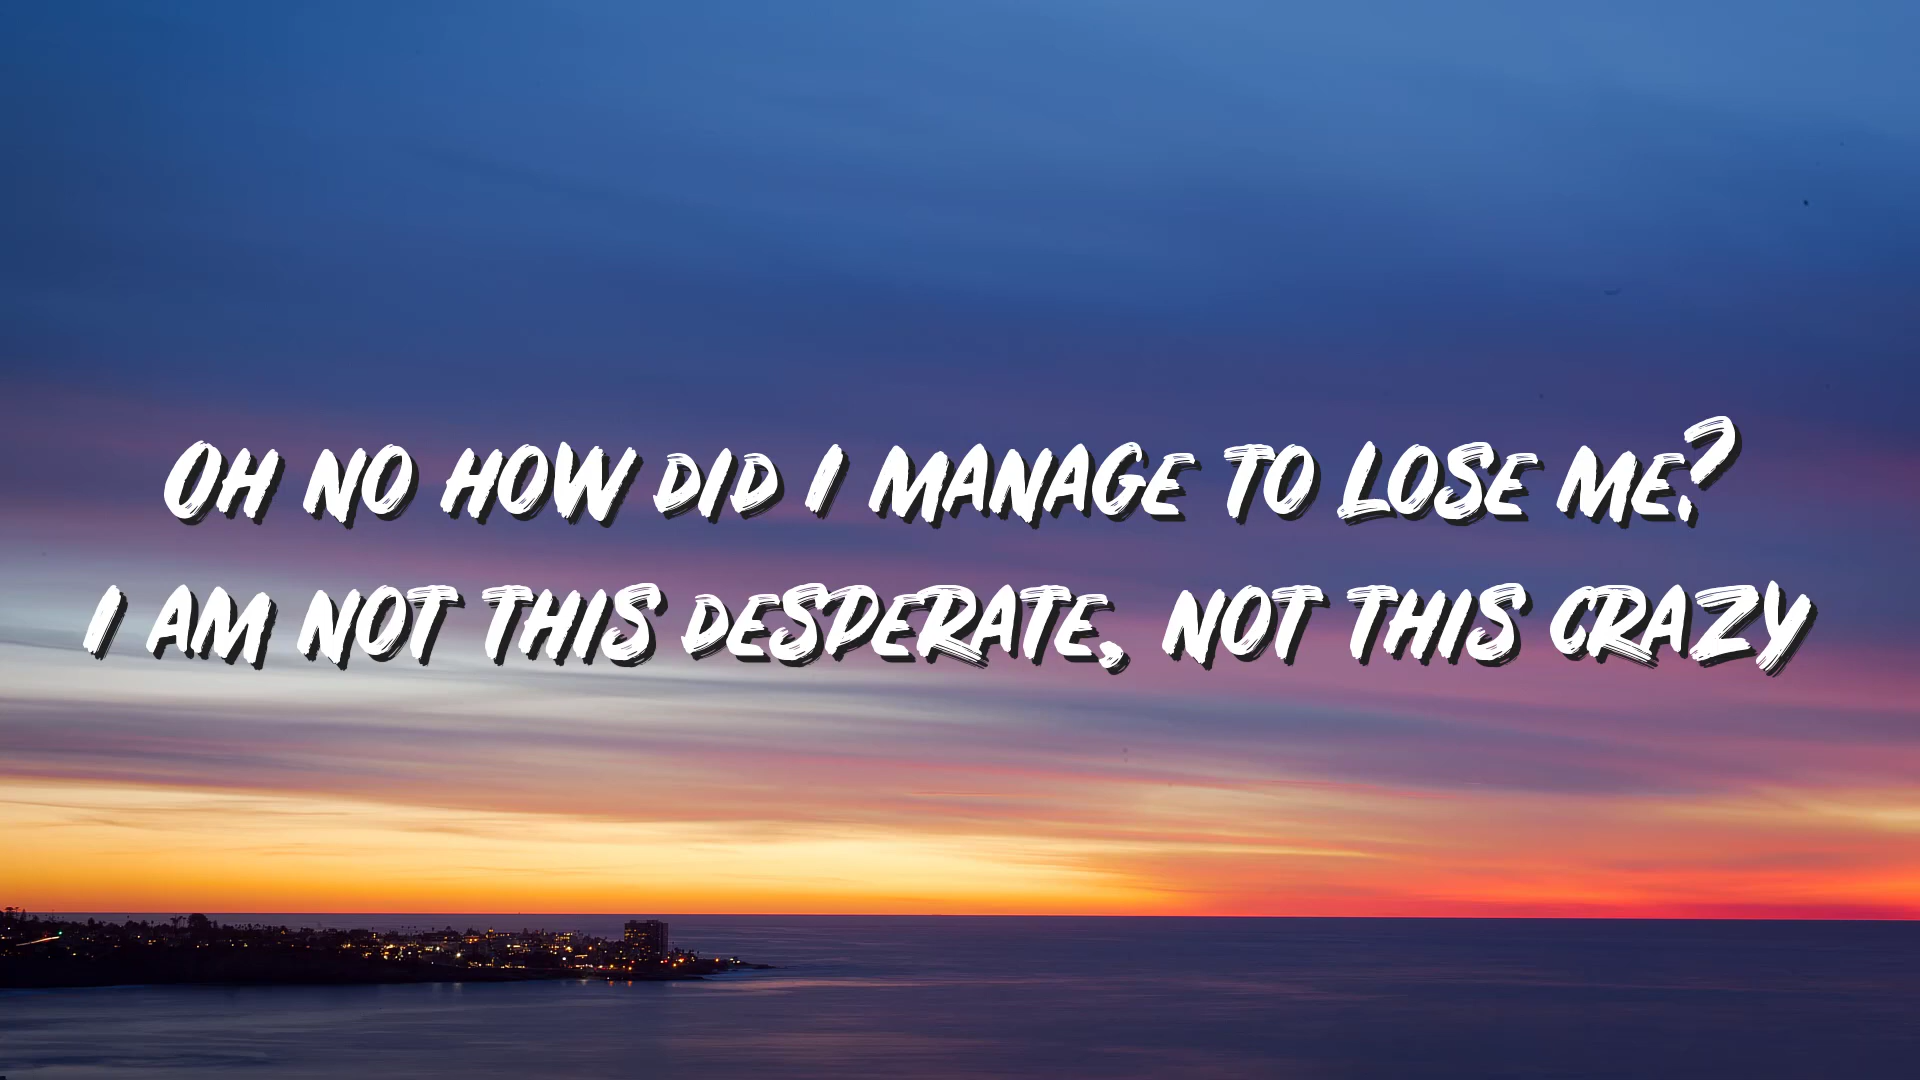 Oh no how did I manage to lose me?
I am not this desperate, not this crazy